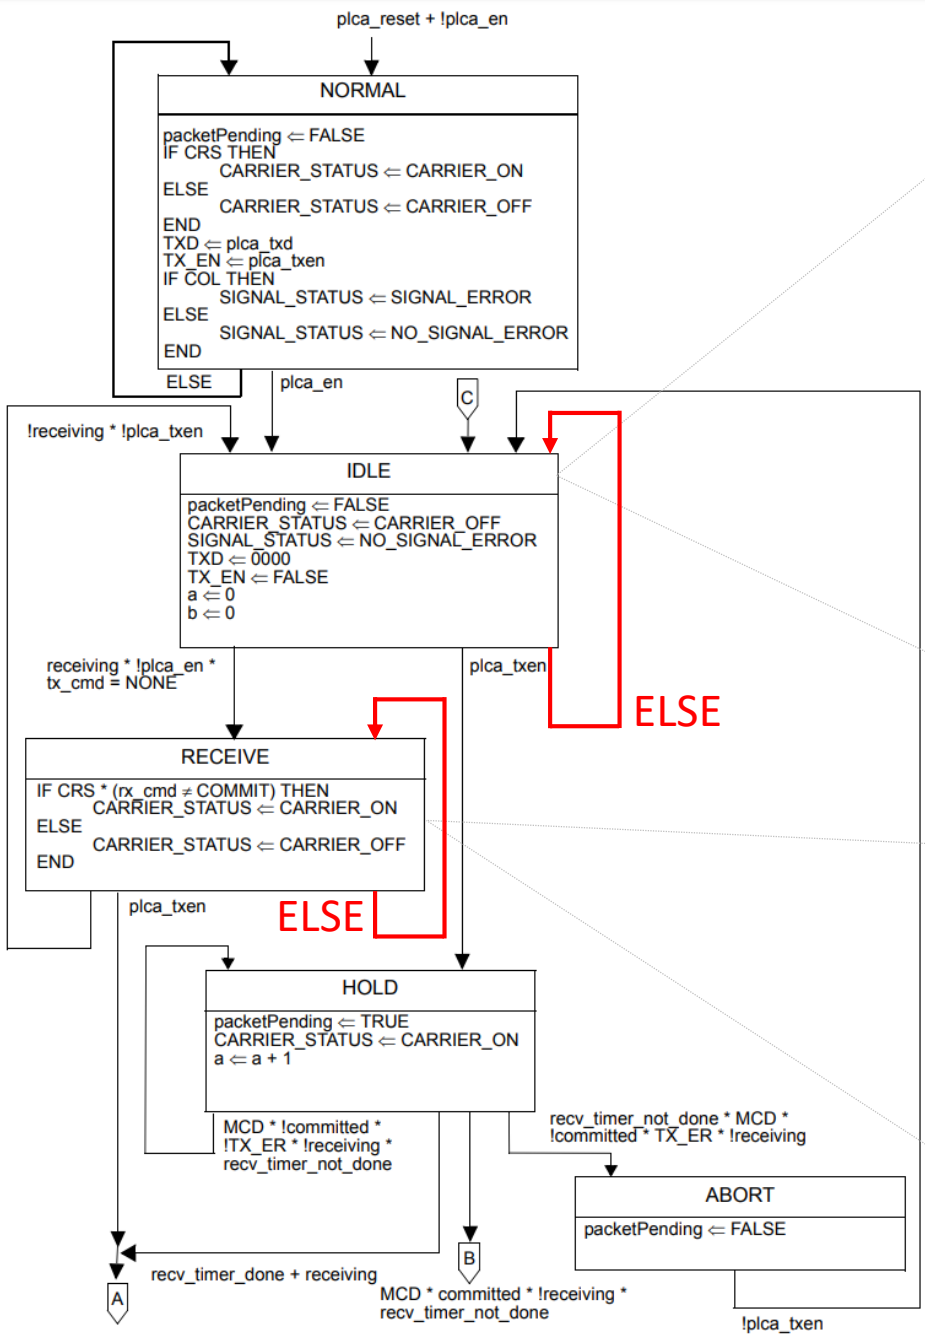 plca_reset + !plca_en
NORMAL
packetPending ⇐ FALSE
IF CRS THEN
CARRIER_STATUS ⇐ CARRIER_ON
ELSE
CARRIER_STATUS ⇐ CARRIER_OFF
END
TXD ⇐ plca_txd
TX_EN ⇐ plca_txen
IF COL THEN
SIGNAL_STATUS ⇐ SIGNAL_ERROR
ELSE
SIGNAL_STATUS ⇐ NO_SIGNAL_ERROR
END
ELSE
plca_en
C
!receiving * !plca_txen
IDLE
packetPending ⇐ FALSE
CARRIER_STATUS ⇐ CARRIER_OFF
SIGNAL_STATUS ⇐ NO_SIGNAL_ERROR
TXD ⇐ 0000
TX_EN ⇐ FALSE
a ⇐ 0
b ⇐ 0
receiving * !plca_en *
tx_cmd = NONE
plca_txen
ELSE
RECEIVE
IF CRS * (rx_cmd ≠ COMMIT) THEN
CARRIER_STATUS ⇐ CARRIER_ON
ELSE
CARRIER_STATUS ⇐ CARRIER_OFF
END
plca_txen
ELSE
HOLD
packetPending ⇐ TRUE
CARRIER_STATUS ⇐ CARRIER_ON
a ⇐ a + 1
MCD * !committed *
!TX_ER * !receiving *
recv_timer_not_done
recv_timer_not_done * MCD *
!committed * TX_ER * !receiving
ABORT
packetPending ⇐ FALSE
recv_timer_done + receiving
A
B
MCD * committed * !receiving *
recv_timer_not_done
!plca_txen